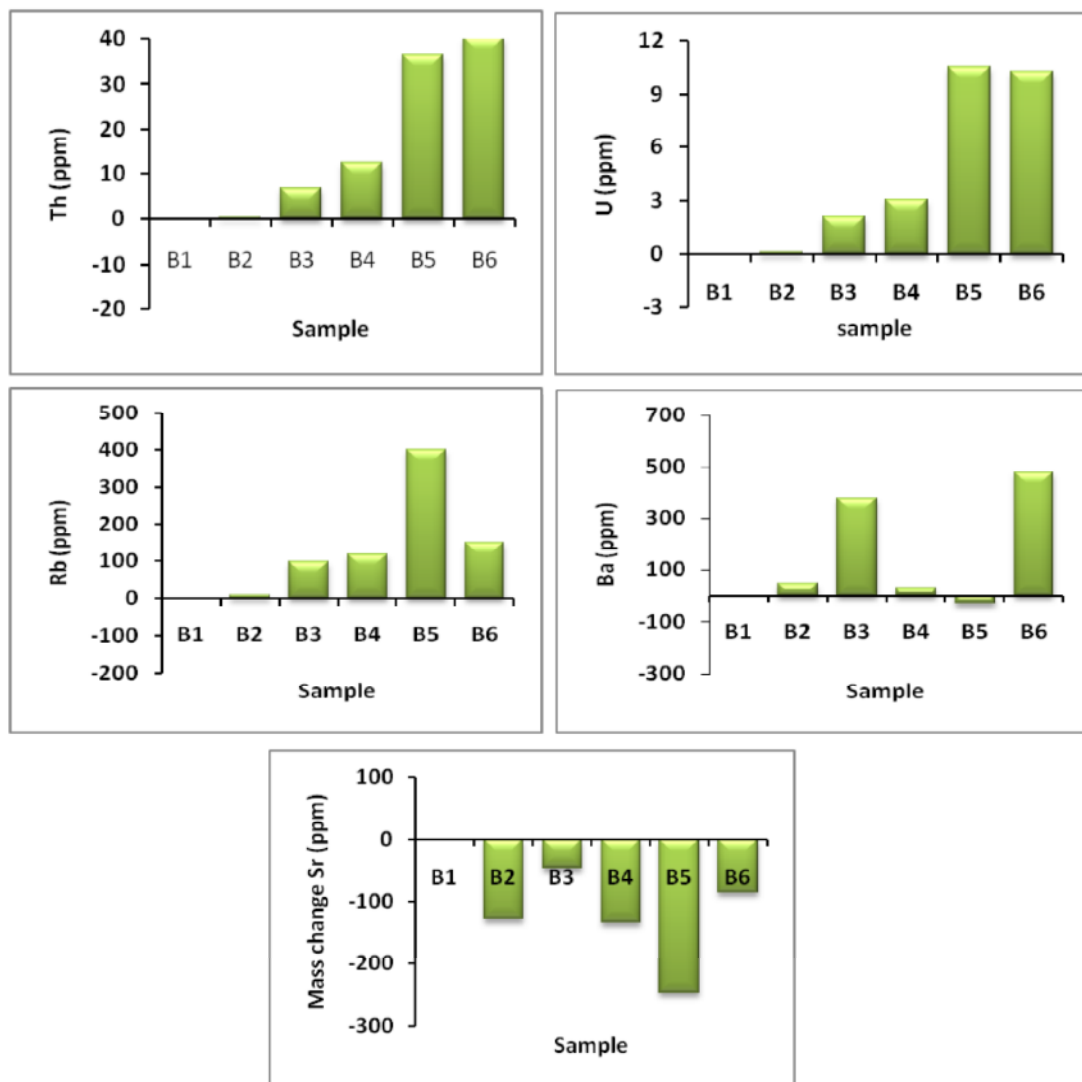 Th (ppm)
40
30
20
10
0
-10
-20
B1 B2 B3 B4 B5 B6
Sample
U (ppm)
12
9
6
3
0
-3
B1 B2 B3 B4 B5 B6
sample
Rb (ppm)
500
400
300
200
100
0
-100
-200
B1 B2 B3 B4 B5 B6
Sample
Ba (ppm)
700
500
300
100
-100
-300
B1 B2 B3 B4 B5 B6
Sample
Mass change Sr (ppm)
100
0
-100
-200
-300
B1 B2 B3 B4 B5 B6
Sample